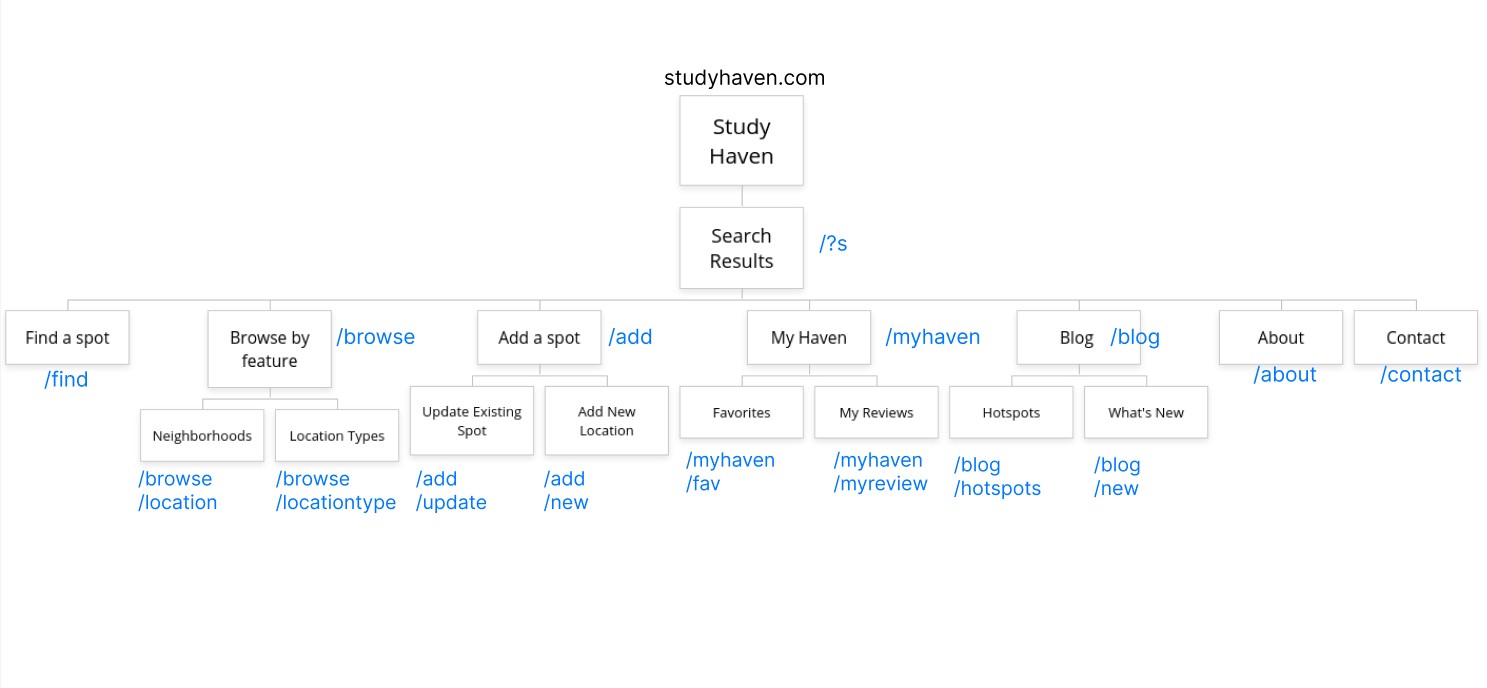 studyhaven.com
Study
Haven
Search
Results
/?s
Find a spot
/find
Browse by
feature
/browse
Add a spot
/add
My Haven
/myhaven
Blog
/blog
About
/about
Contact
/contact
Neighborhoods
/browse
/location
Location Types
/browse
/locationtype
Update Existing
Spot
/add
/update
Add New
Location
/add
/new
Favorites
/myhaven
/fav
My Reviews
/myhaven
/myreview
Hotspots
/blog
/hotspots
What's New
/blog
/new